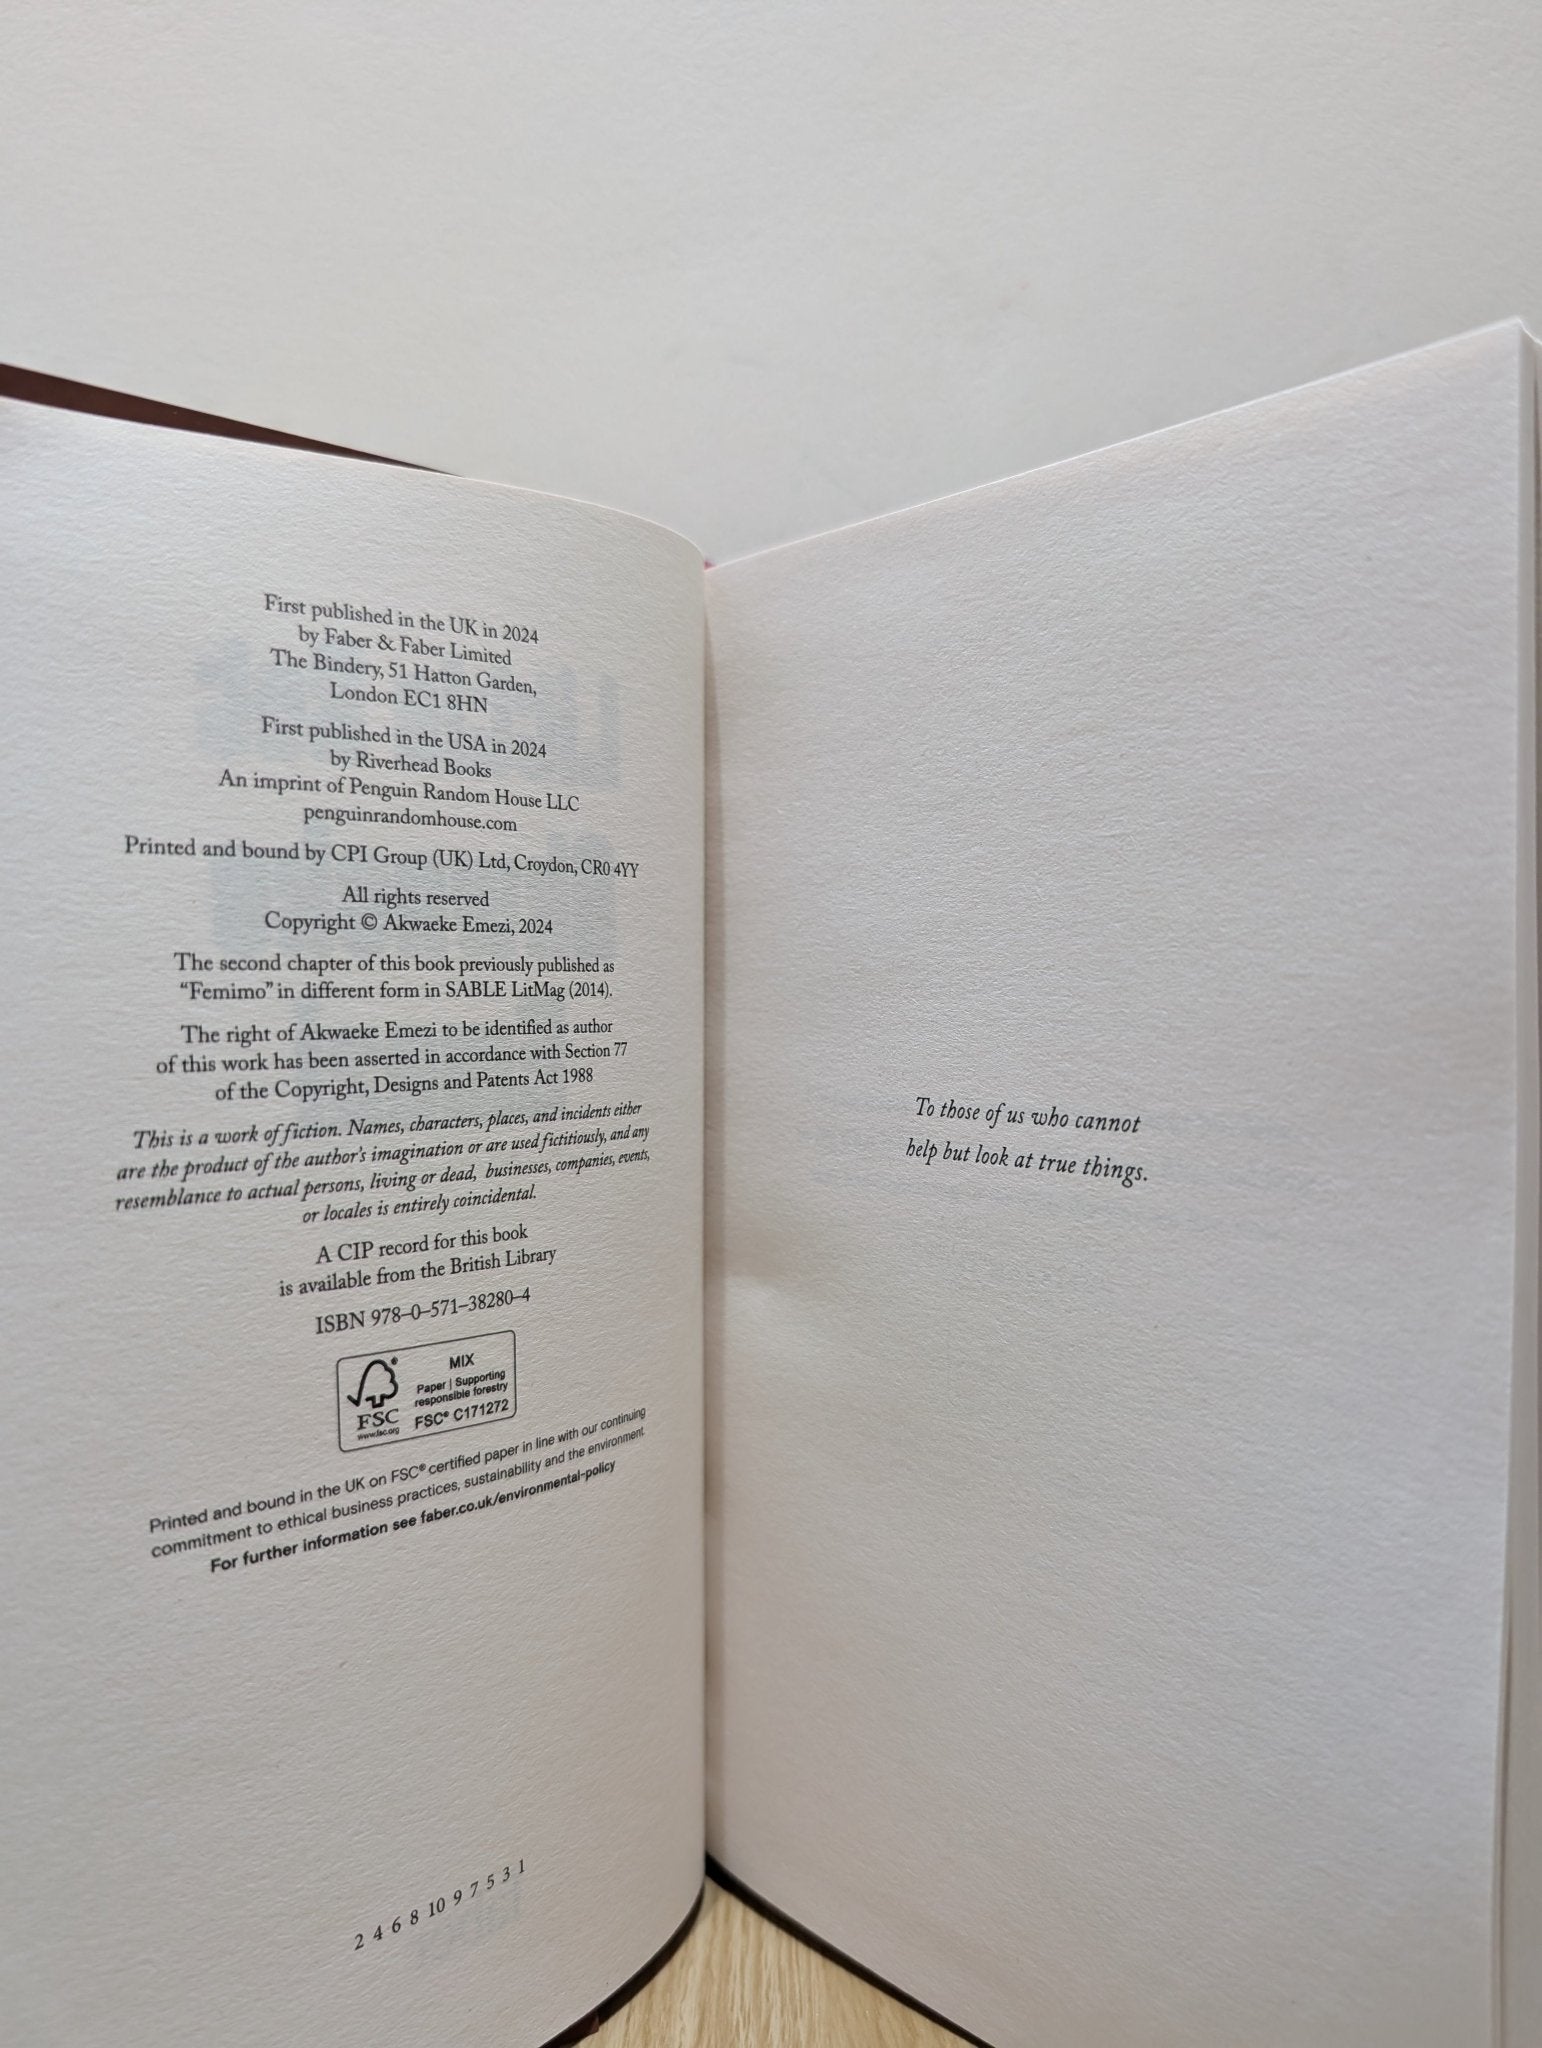 First published in the UK in 2024
by Faber & Faber Limited
The Bindery, 51 Hatton Garden,
London EC1 8HN
First published in the USA in 2024
by Riverhead Books
An imprint of Penguin Random House LLC
penguinrandomhouse.com
Printed and bound by CPI Group (UK) Ltd, Croydon, CR0 4YY
All rights reserved
Copyright © Akwaeke Emezi, 2024
The second chapter of this book previously published as
“Femimo” in different form in SABLE LitMag (2014).
The right of Akwaeke Emezi to be identified as author
of this work has been asserted in accordance with Section 77
of the Copyright, Designs and Patents Act 1988
This is a work of fiction. Names, characters, places, and incidents either
are the product of the author’s imagination or are used fictitiously, and any
resemblance to actual persons, living or dead, businesses, companies, events,
or locales is entirely coincidental.
A CIP record for this book
is available from the British Library
ISBN 978–0–571–38280–4
MIX
Paper | Supporting
responsible forestry
FSC® C171272
FSC
www.fsc.org
Printed and bound in the UK on FSC® certified paper in line with our continuing
commitment to ethical business practices, sustainability and the environment
For further information see faber.co.uk/environmental-policy
2 4 6 8 10 9 7 5 3 1
To those of us who cannot
help but look at true things.